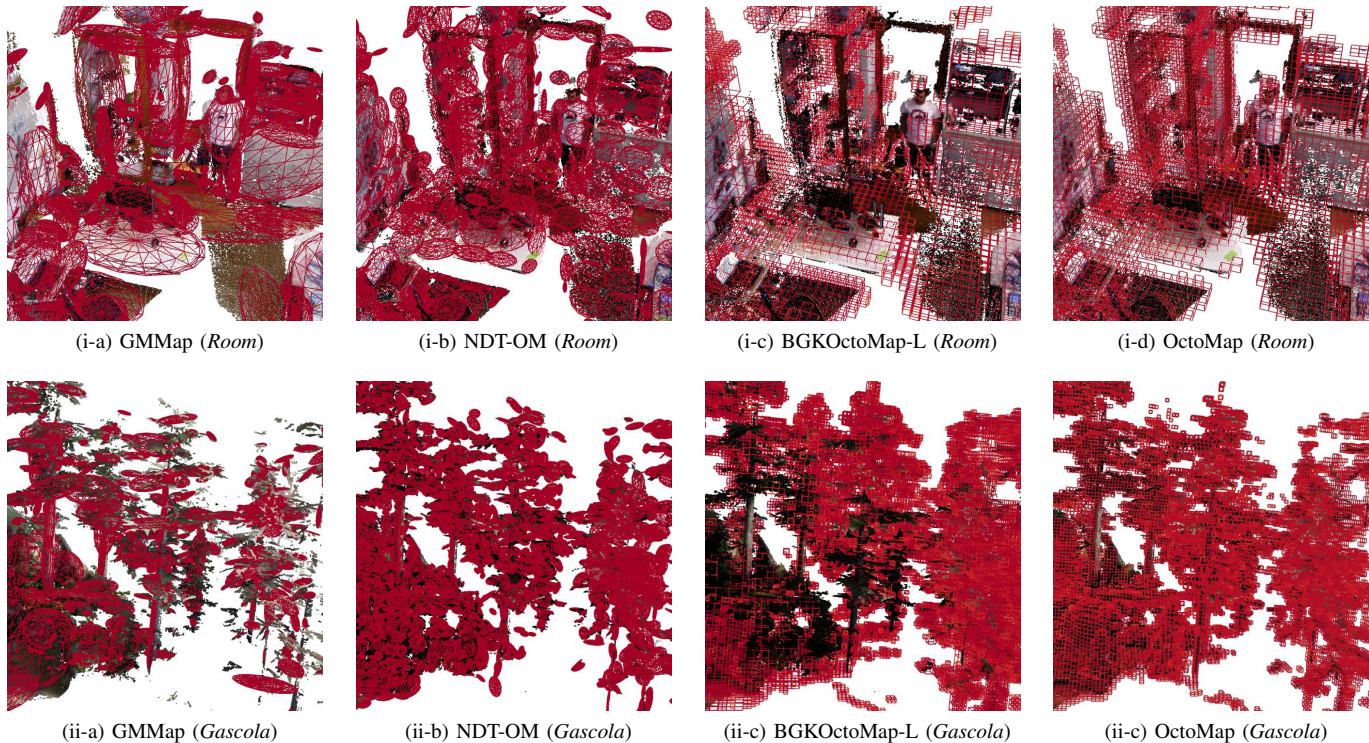 (i-a) GMMap (Room)
(i-b) NDT-OM (Room)
(i-c) BGKOctoMap-L (Room)
(i-d) OctoMap (Room)
(ii-a) GMMap (Gascola)
(ii-b) NDT-OM (Gascola)
(ii-c) BGKOctoMap-L (Gascola)
(ii-c) OctoMap (Gascola)